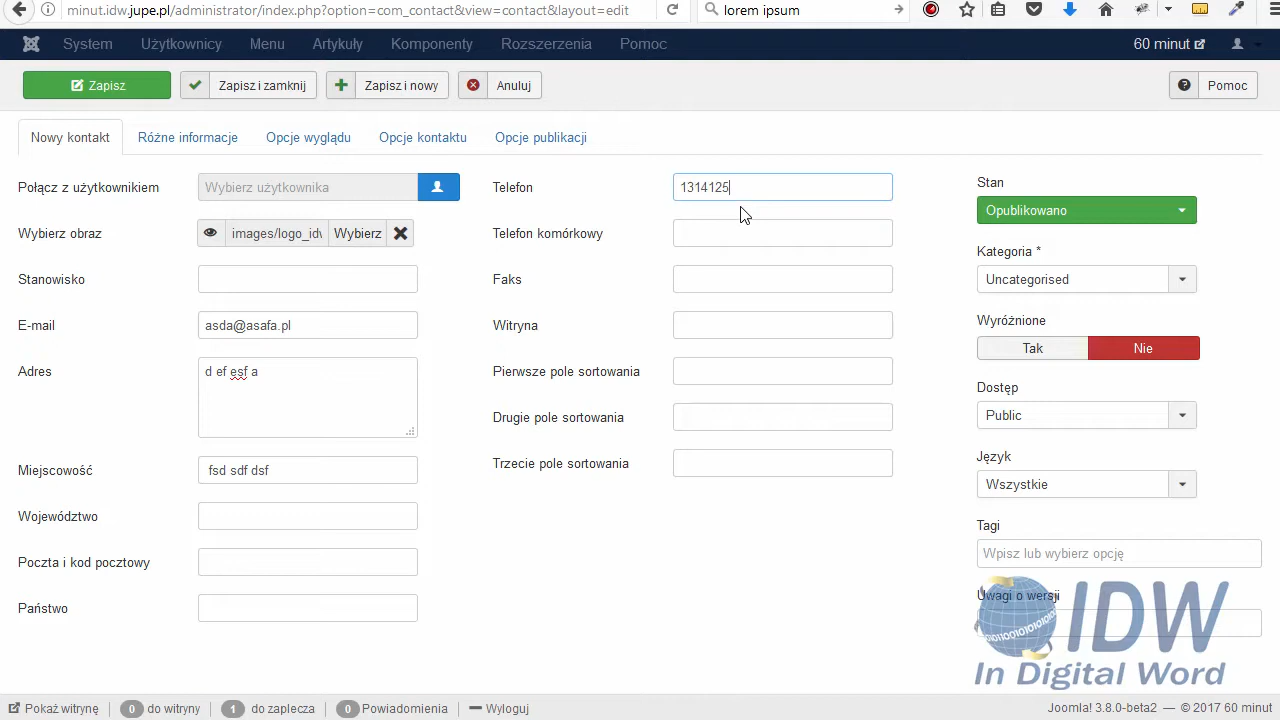 minut.idw.jupe.pl/administrator/index.php?option=com_contact&view=contact&layout=edit
lorem ipsum
System Użytkownicy Menu Artykuły Komponenty Rozszerzenia Pomoc
60 minut
Zapisz
Zapisz i zamknij
Zapisz i nowy
Anuluj
Pomoc
Nowy kontakt
Różne informacje
Opcje wyglądu
Opcje kontaktu
Opcje publikacji
Połącz z użytkownikiem
Wybierz użytkownika
Wybierz obraz
images/logo_id
Wybierz
Stanowisko
E-mail
asda@asafa.pl
Adres
d ef esf a
Miejscowość
fsd sdf dsf
Województwo
Poczta i kod pocztowy
Państwo
Telefon
1314125
Telefon komórkowy
Faks
Witryna
Pierwsze pole sortowania
Drugie pole sortowania
Trzecie pole sortowania
Stan
Opublikowano
Kategoria *
Uncategorised
Wyróżnione
Tak
Nie
Dostęp
Public
Język
Wszystkie
Tagi
Wpisz lub wybierz opcję
Uwagi o wersji
IDW
In Digital Word
Pokaż witrynę
0 do witryny
1 do zaplecza
0 Powiadomienia
Wyloguj
Joomla! 3.8.0-beta2 — © 2017 60 minut